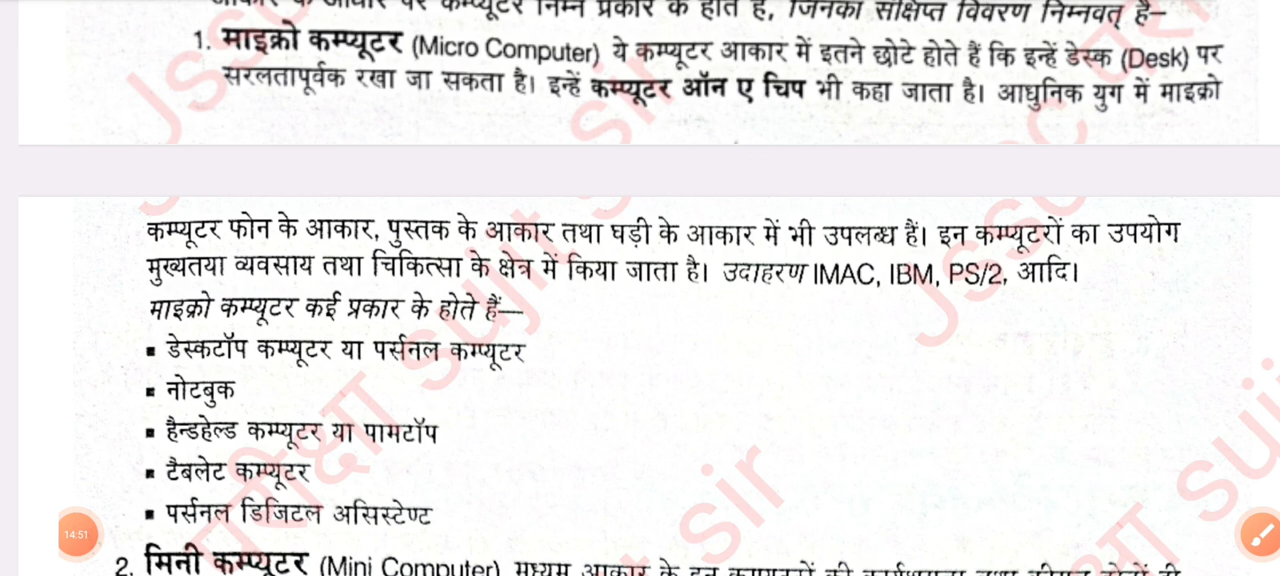 आकार के आधार पर कम्प्यूटर निम्न प्रकार के होते हैं, जिनका संक्षिप्त विवरण निम्नवत् है—
1. माइक्रो कम्प्यूटर (Micro Computer) ये कम्प्यूटर आकार में इतने छोटे होते हैं कि इन्हें डेस्क (Desk) पर
सरलतापूर्वक रखा जा सकता है। इन्हें कम्प्यूटर ऑन ए चिप भी कहा जाता है। आधुनिक युग में माइक्रो
कम्प्यूटर फोन के आकार, पुस्तक के आकार तथा घड़ी के आकार में भी उपलब्ध हैं। इन कम्प्यूटरों का उपयोग
मुख्यतया व्यवसाय तथा चिकित्सा के क्षेत्र में किया जाता है। उदाहरण IMAC, IBM, PS/2, आदि।
माइक्रो कम्प्यूटर कई प्रकार के होते हैं—
▪ डेस्कटॉप कम्प्यूटर या पर्सनल कम्प्यूटर
▪ नोटबुक
▪ हैन्डहेल्ड कम्प्यूटर या पामटॉप
▪ टैबलेट कम्प्यूटर
▪ पर्सनल डिजिटल असिस्टेण्ट
14:51
2. मिनी कम्प्यूटर (Mini Computer) मध्यम आकार के इन